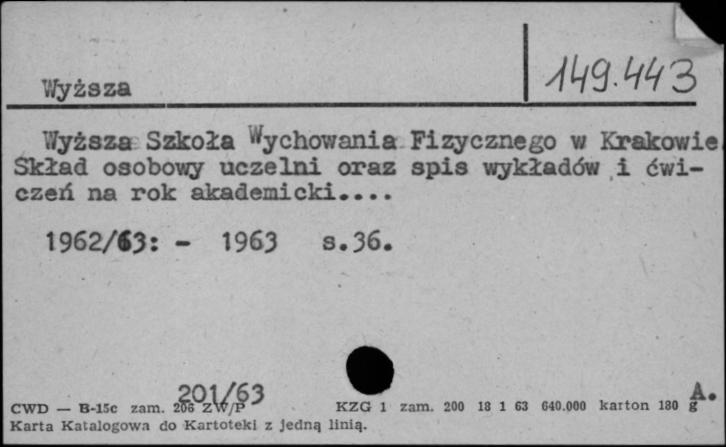 149.443
Wyższa
Wyższa Szkoła Wychowania Fizycznego w Krakowie
Skład osobowy uczelni oraz spis wykładów i ćwi-
czeń na rok akademicki....
1962/63: - 1963 s.36.
201/63
A.
CWD — B-15c zam. 206 ZW/P KZG 1 zam. 200 18 1 63 640.000 karton 180 g
Karta Katalogowa do Kartoteki z jedną linią.